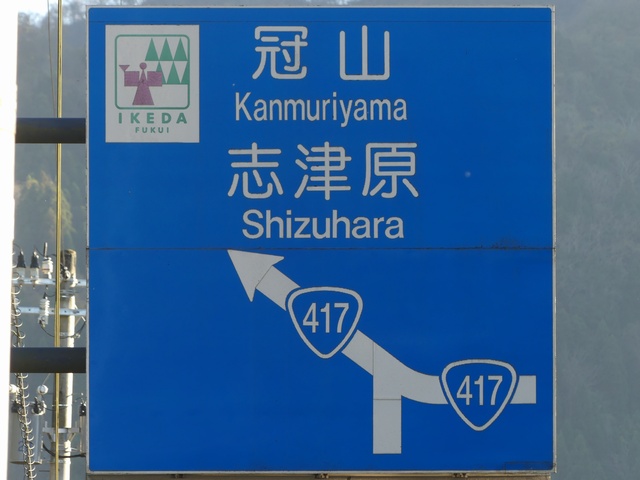 IKEDA
FUKUI
冠山
Kanmuriyama
志津原
Shizuhara
417
417